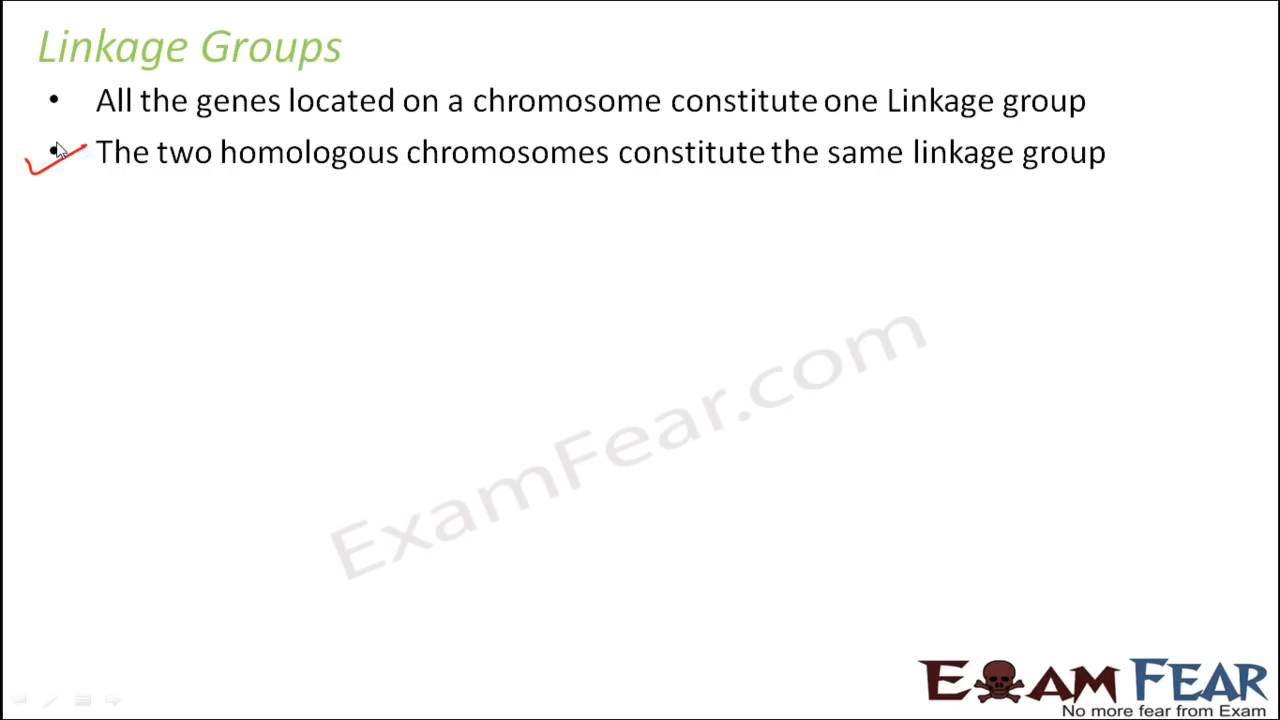 Linkage Groups
• All the genes located on a chromosome constitute one Linkage group
• The two homologous chromosomes constitute the same linkage group
ExamFear.com
EXAM FEAR
No more fear from Exam